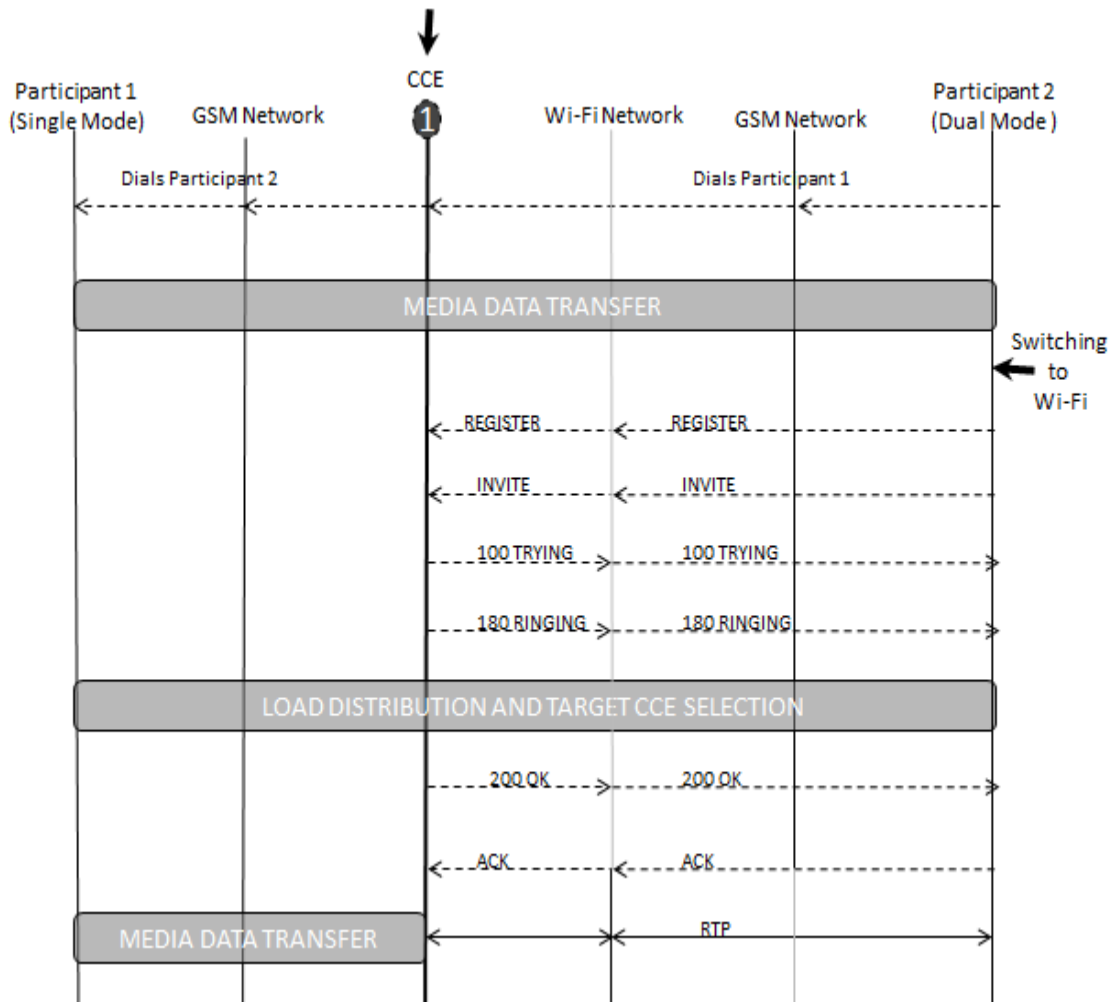 CCE
Participant 1
(Single Mode)
GSM Network
1
Wi-Fi Network
GSM Network
Participant 2
(Dual Mode )
Dials Participant 2
Dials Participant 1
MEDIA DATA TRANSFER
Switching
to
Wi-Fi
REGISTER
REGISTER
INVITE
INVITE
100 TRYING
100 TRYING
180 RINGING
180 RINGING
LOAD DISTRIBUTION AND TARGET CCE SELECTION
200 OK
200 OK
ACK
ACK
MEDIA DATA TRANSFER
RTP